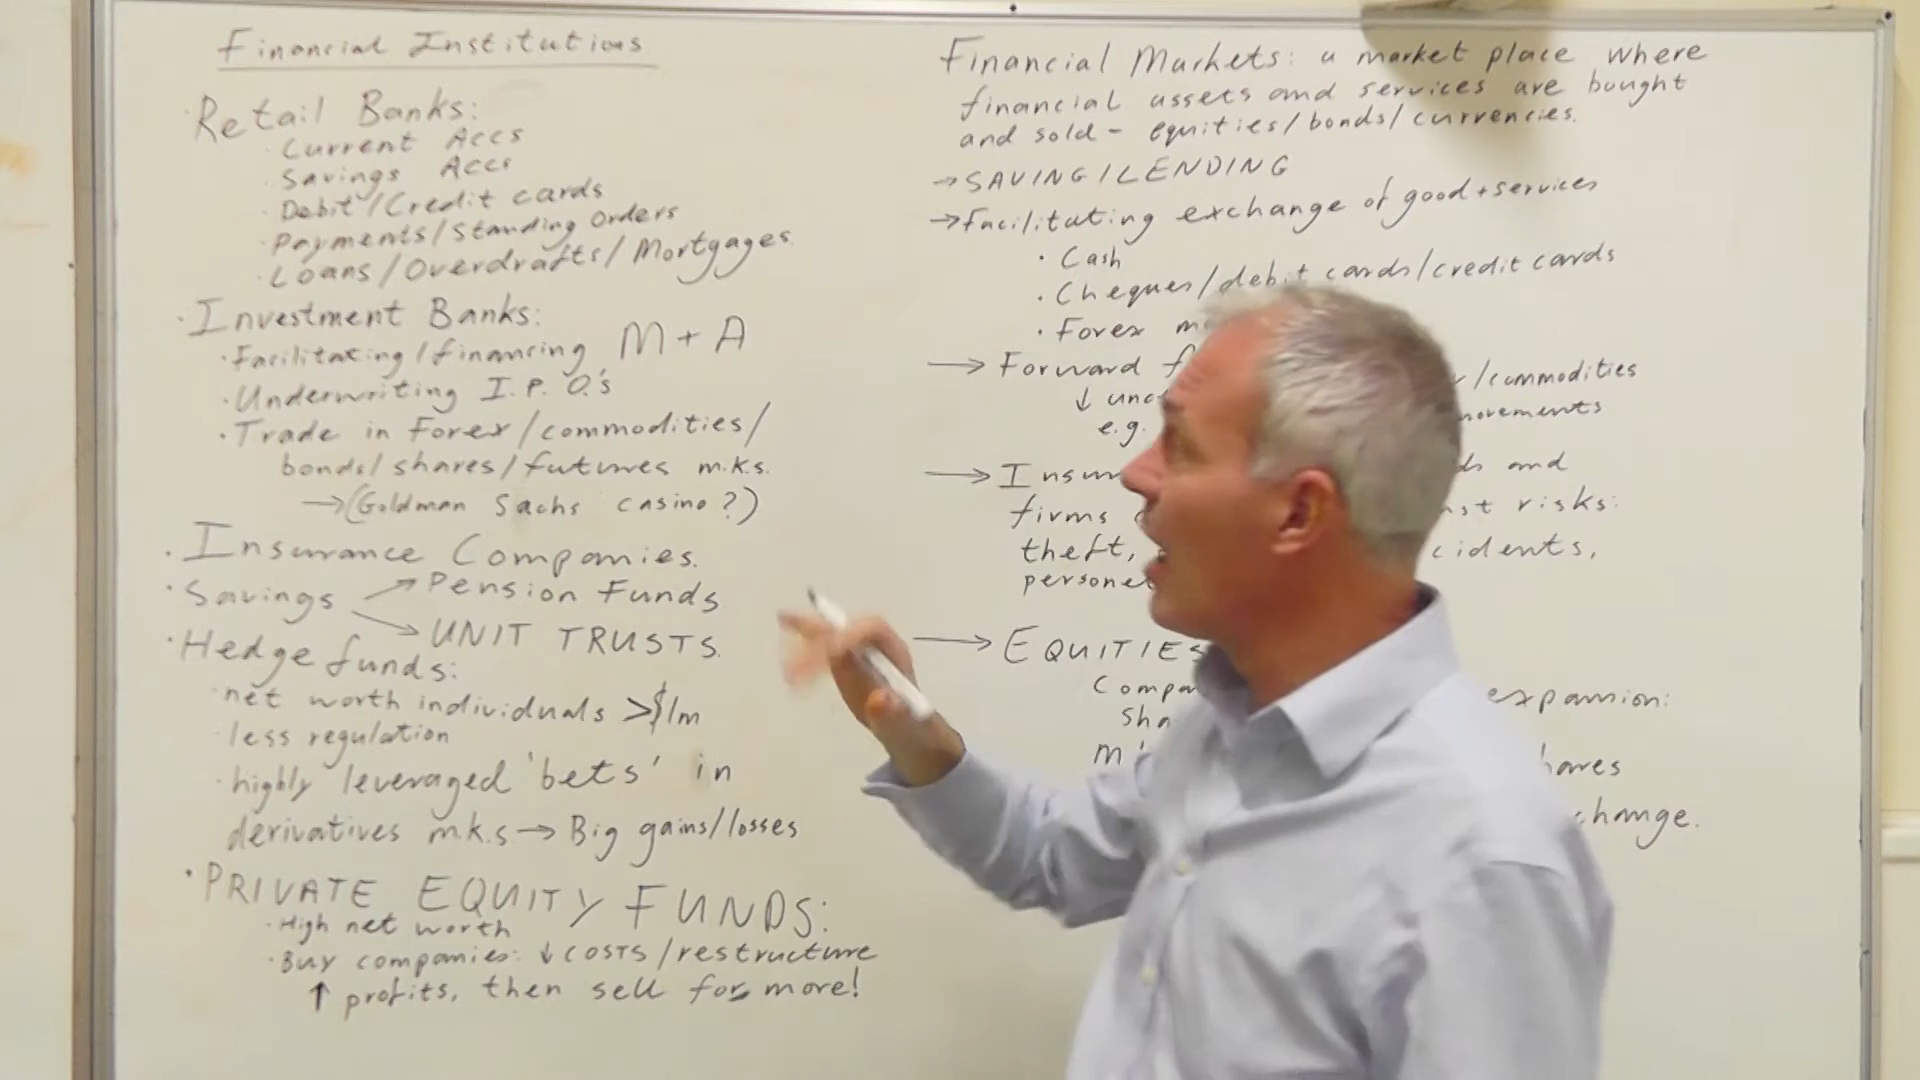 Financial Institutions
· Retail Banks:
· Current Accs
· Savings Accs
· Debit/Credit cards
· Payments/Standing Orders
· Loans/Overdrafts/Mortgages.
· Investment Banks:
· Facilitating/financing M + A
· Underwriting I.P.O.'s
· Trade in Forex/commodities/
bonds/shares/futures m.k.s.
→(Goldman Sachs casino?)
· Insurance Companies.
· Savings → Pension Funds
→ UNIT TRUSTS.
· Hedge funds:
· net worth individuals >$1m
· less regulation
· highly leveraged 'bets' in
derivatives m.k.s → Big gains/losses
· PRIVATE EQUITY FUNDS:
· High net worth
· Buy companies: ↓ costs/restructure
↑ profits, then sell for more!
Financial Markets: a market place where
financial assets and services are bought
and sold - equities/bonds/currencies.
→ SAVING/LENDING
→ Facilitating exchange of good + services
· Cash
· Cheques/debit cards/credit cards
· Forex
→ Forward /commodities
↓ movements
e.g.
→ and
firms risks:
theft,
→ EQUITIES
expansion: